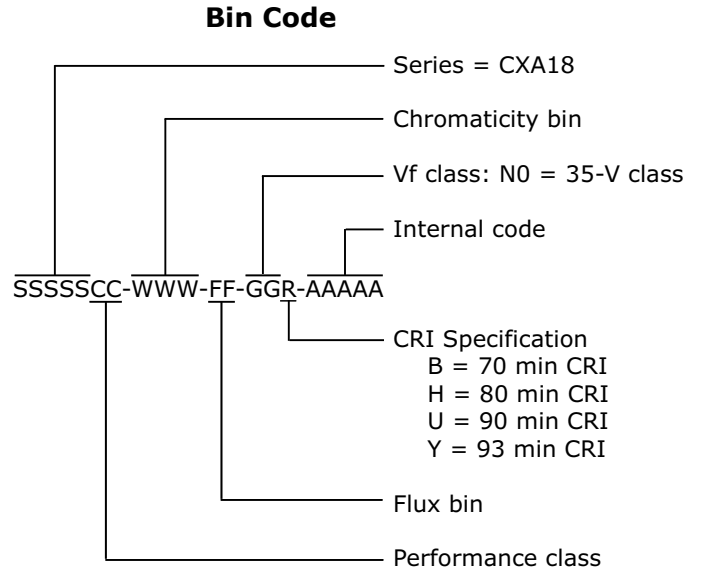 Bin Code
Series = CXA18
Chromaticity bin
Vf class: N0 = 35-V class
Internal code
SSSSSCC-WWW-FF-GGR-AAAAA
CRI Specification
B = 70 min CRI
H = 80 min CRI
U = 90 min CRI
Y = 93 min CRI
Flux bin
Performance class